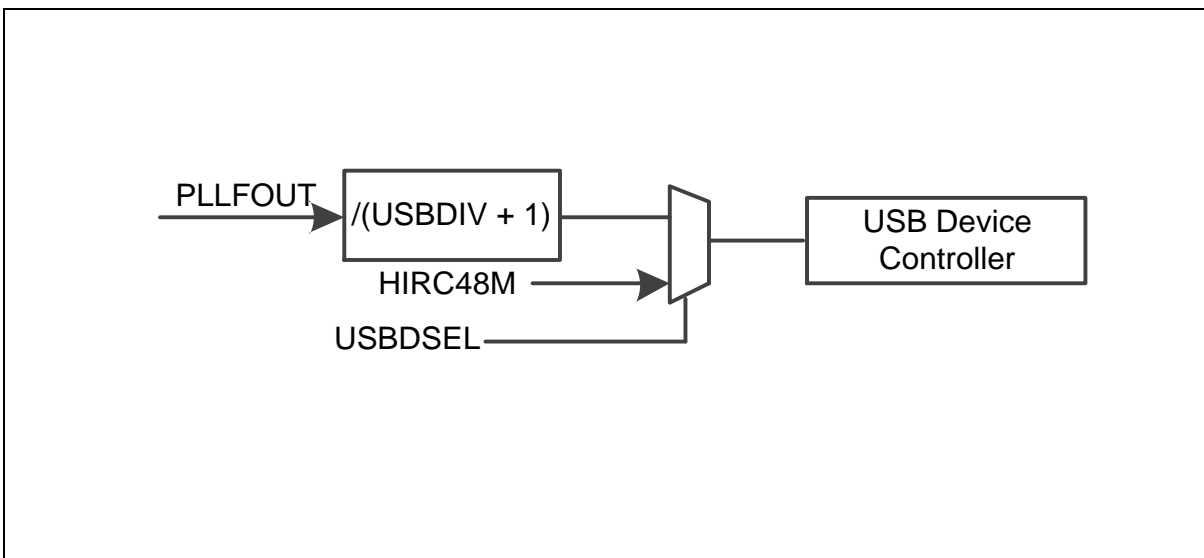 PLLFOUT
/(USBDIV + 1)
USB Device
Controller
HIRC48M
USBDSEL